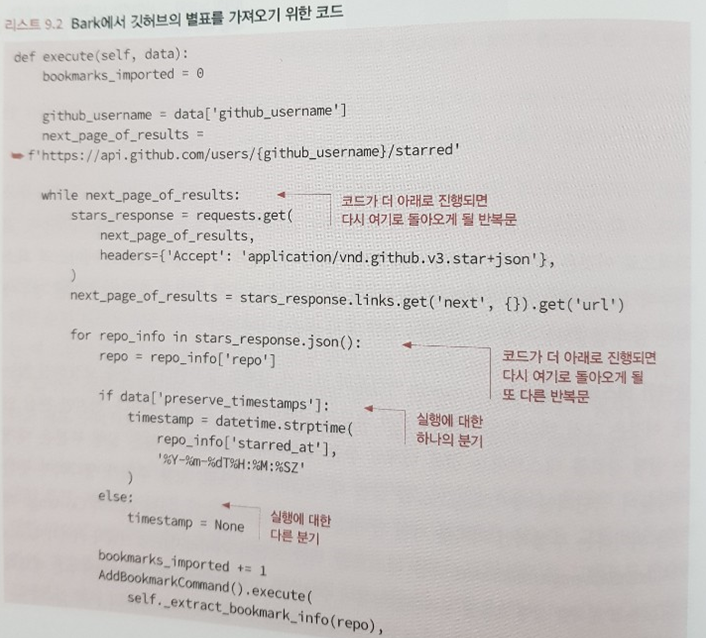 리스트 9.2 Bark에서 깃허브의 별표를 가져오기 위한 코드
def execute(self, data):
    bookmarks_imported = 0

    github_username = data['github_username']
    next_page_of_results =
➥ f'https://api.github.com/users/{github_username}/starred'

    while next_page_of_results:
코드가 더 아래로 진행되면
다시 여기로 돌아오게 될 반복문
        stars_response = requests.get(
            next_page_of_results,
            headers={'Accept': 'application/vnd.github.v3.star+json'},
        )
        next_page_of_results = stars_response.links.get('next', {}).get('url')

        for repo_info in stars_response.json():
코드가 더 아래로 진행되면
다시 여기로 돌아오게 될
또 다른 반복문
            repo = repo_info['repo']

            if data['preserve_timestamps']:
실행에 대한
하나의 분기
                timestamp = datetime.strptime(
                    repo_info['starred_at'],
                    '%Y-%m-%dT%H:%M:%SZ'
                )
            else:
실행에 대한
다른 분기
                timestamp = None

            bookmarks_imported += 1
            AddBookmarkCommand().execute(
                self._extract_bookmark_info(repo),